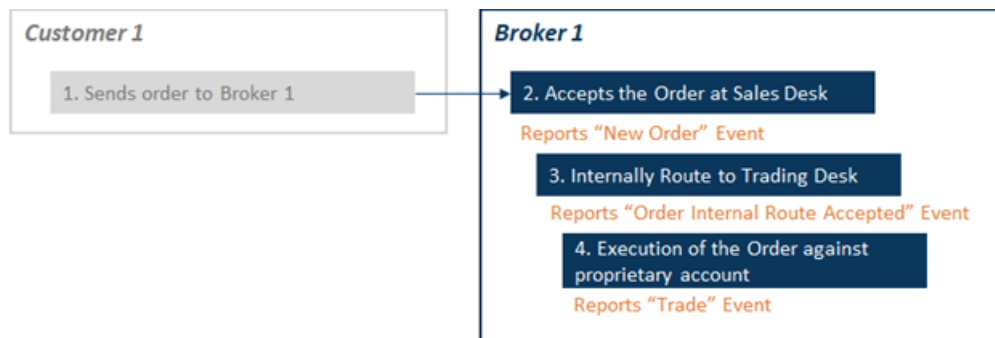 Customer 1
1. Sends order to Broker 1
Broker 1
2. Accepts the Order at Sales Desk
Reports “New Order” Event
3. Internally Route to Trading Desk
Reports “Order Internal Route Accepted” Event
4. Execution of the Order against
proprietary account
Reports “Trade” Event